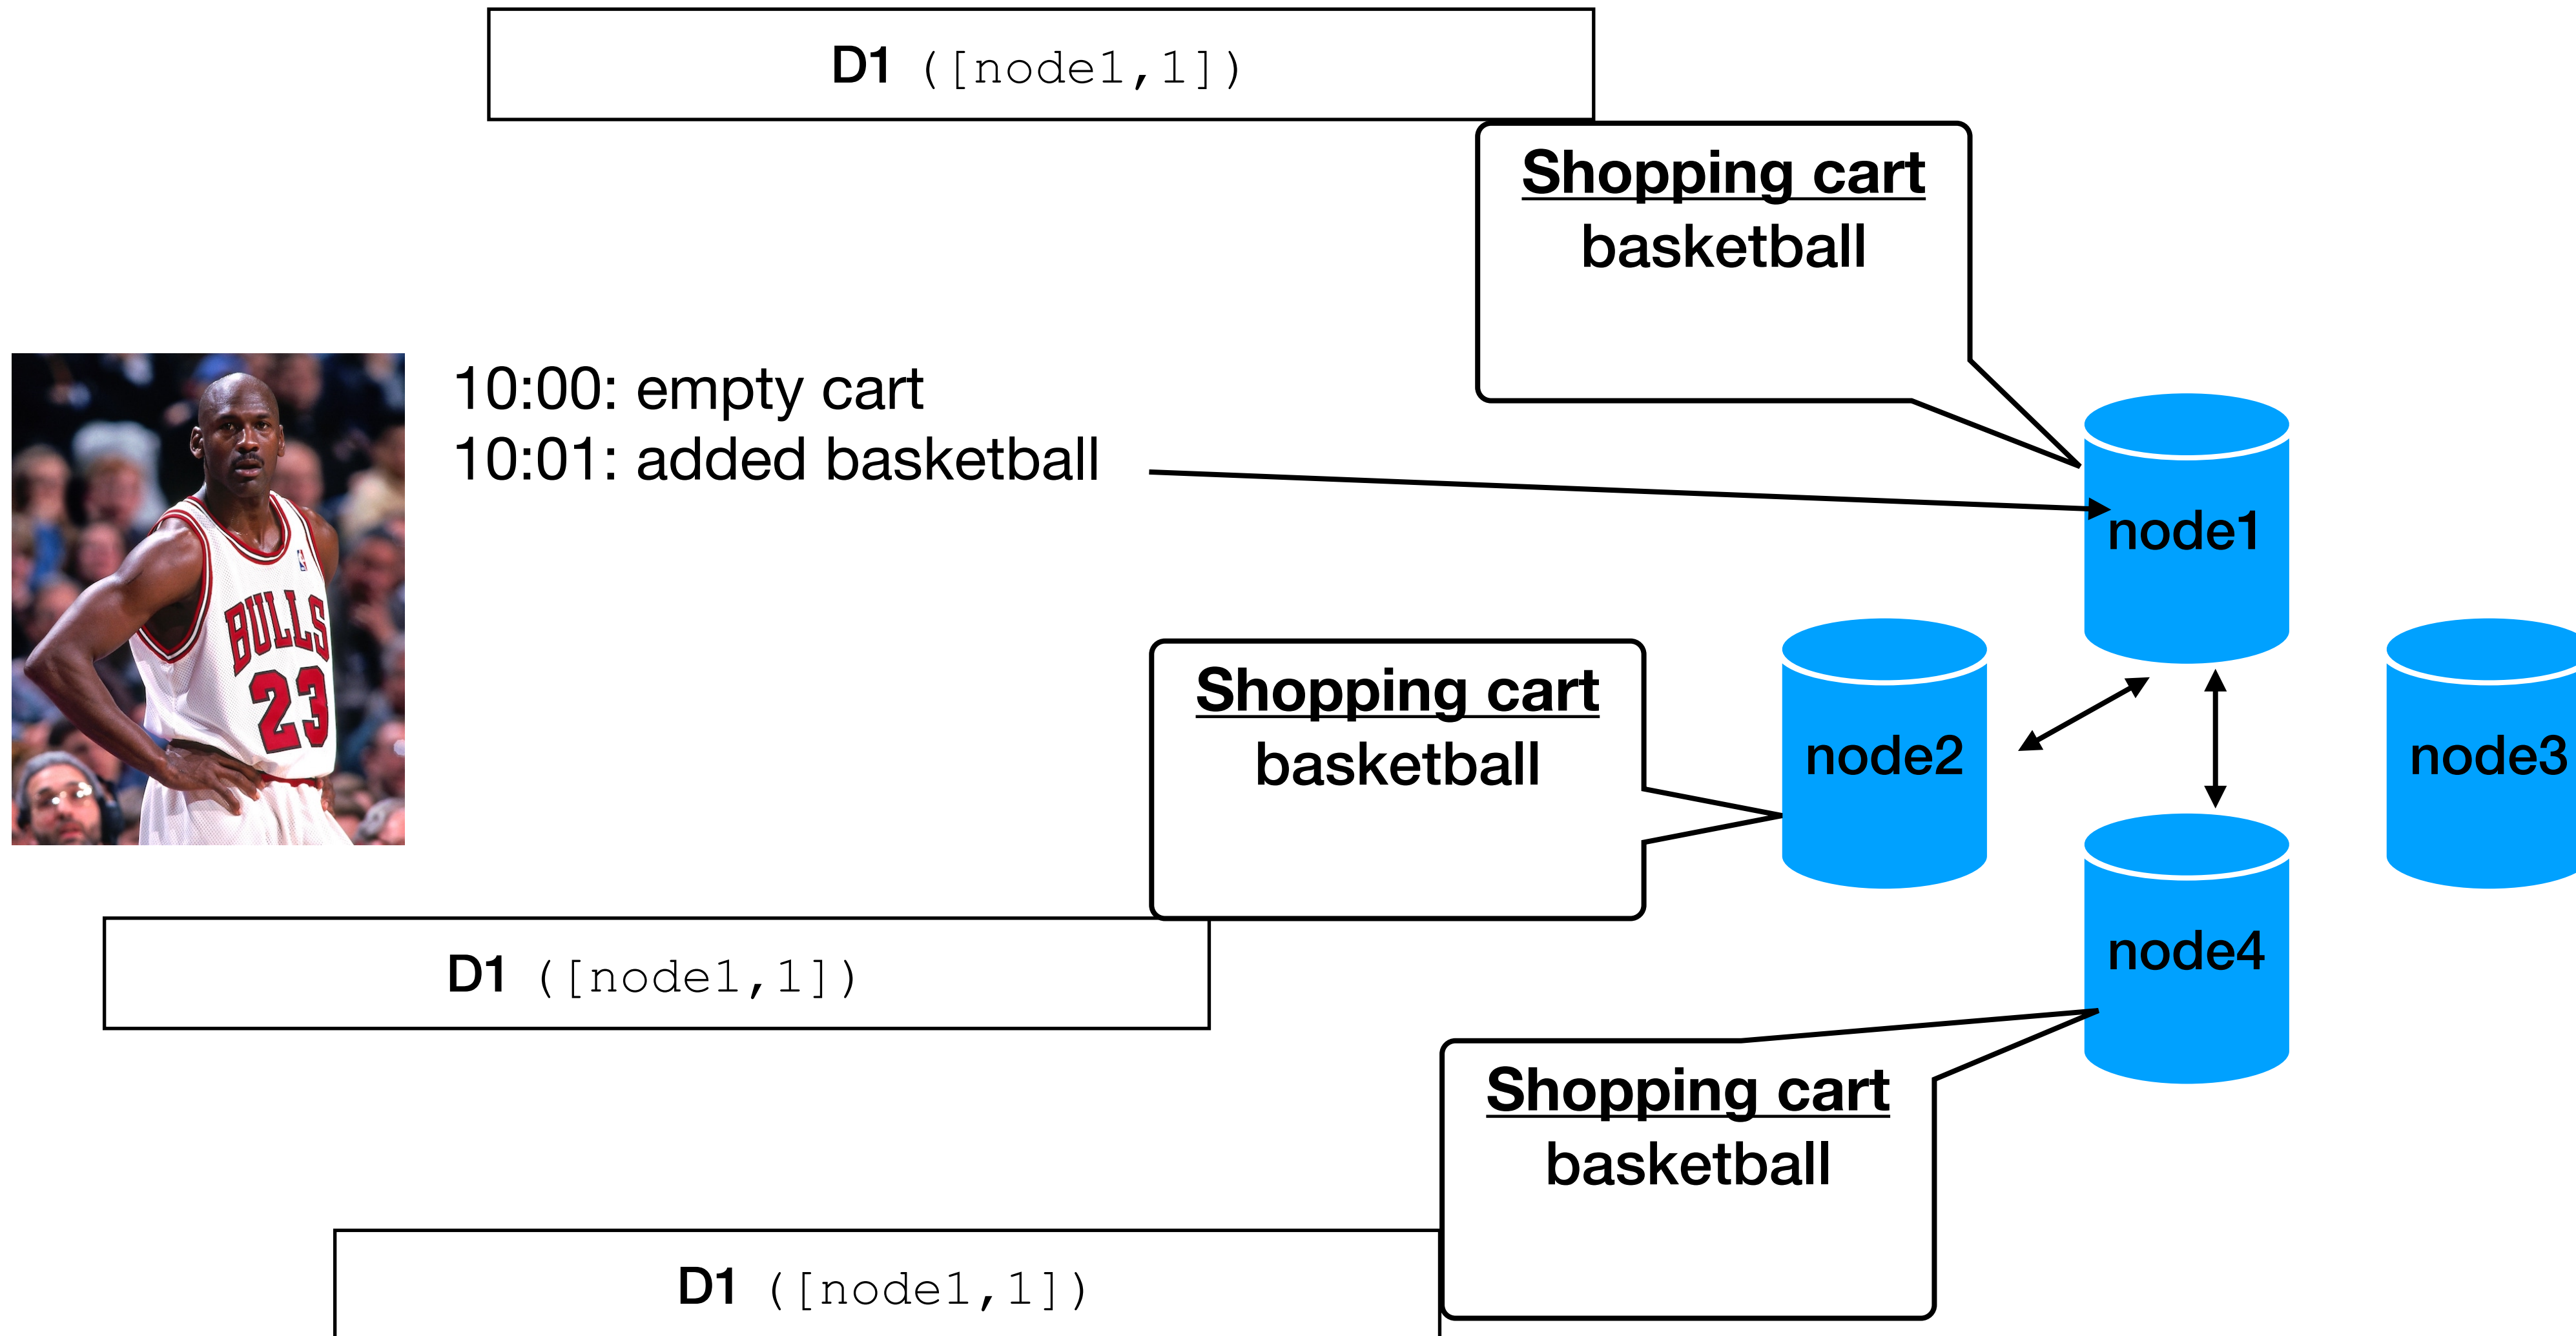 D1 ([node1,1])
Shopping cart
basketball
10:00: empty cart
10:01: added basketball
node1
BULLS
23
Shopping cart
basketball
node2
node3
D1 ([node1,1])
node4
Shopping cart
basketball
D1 ([node1,1])